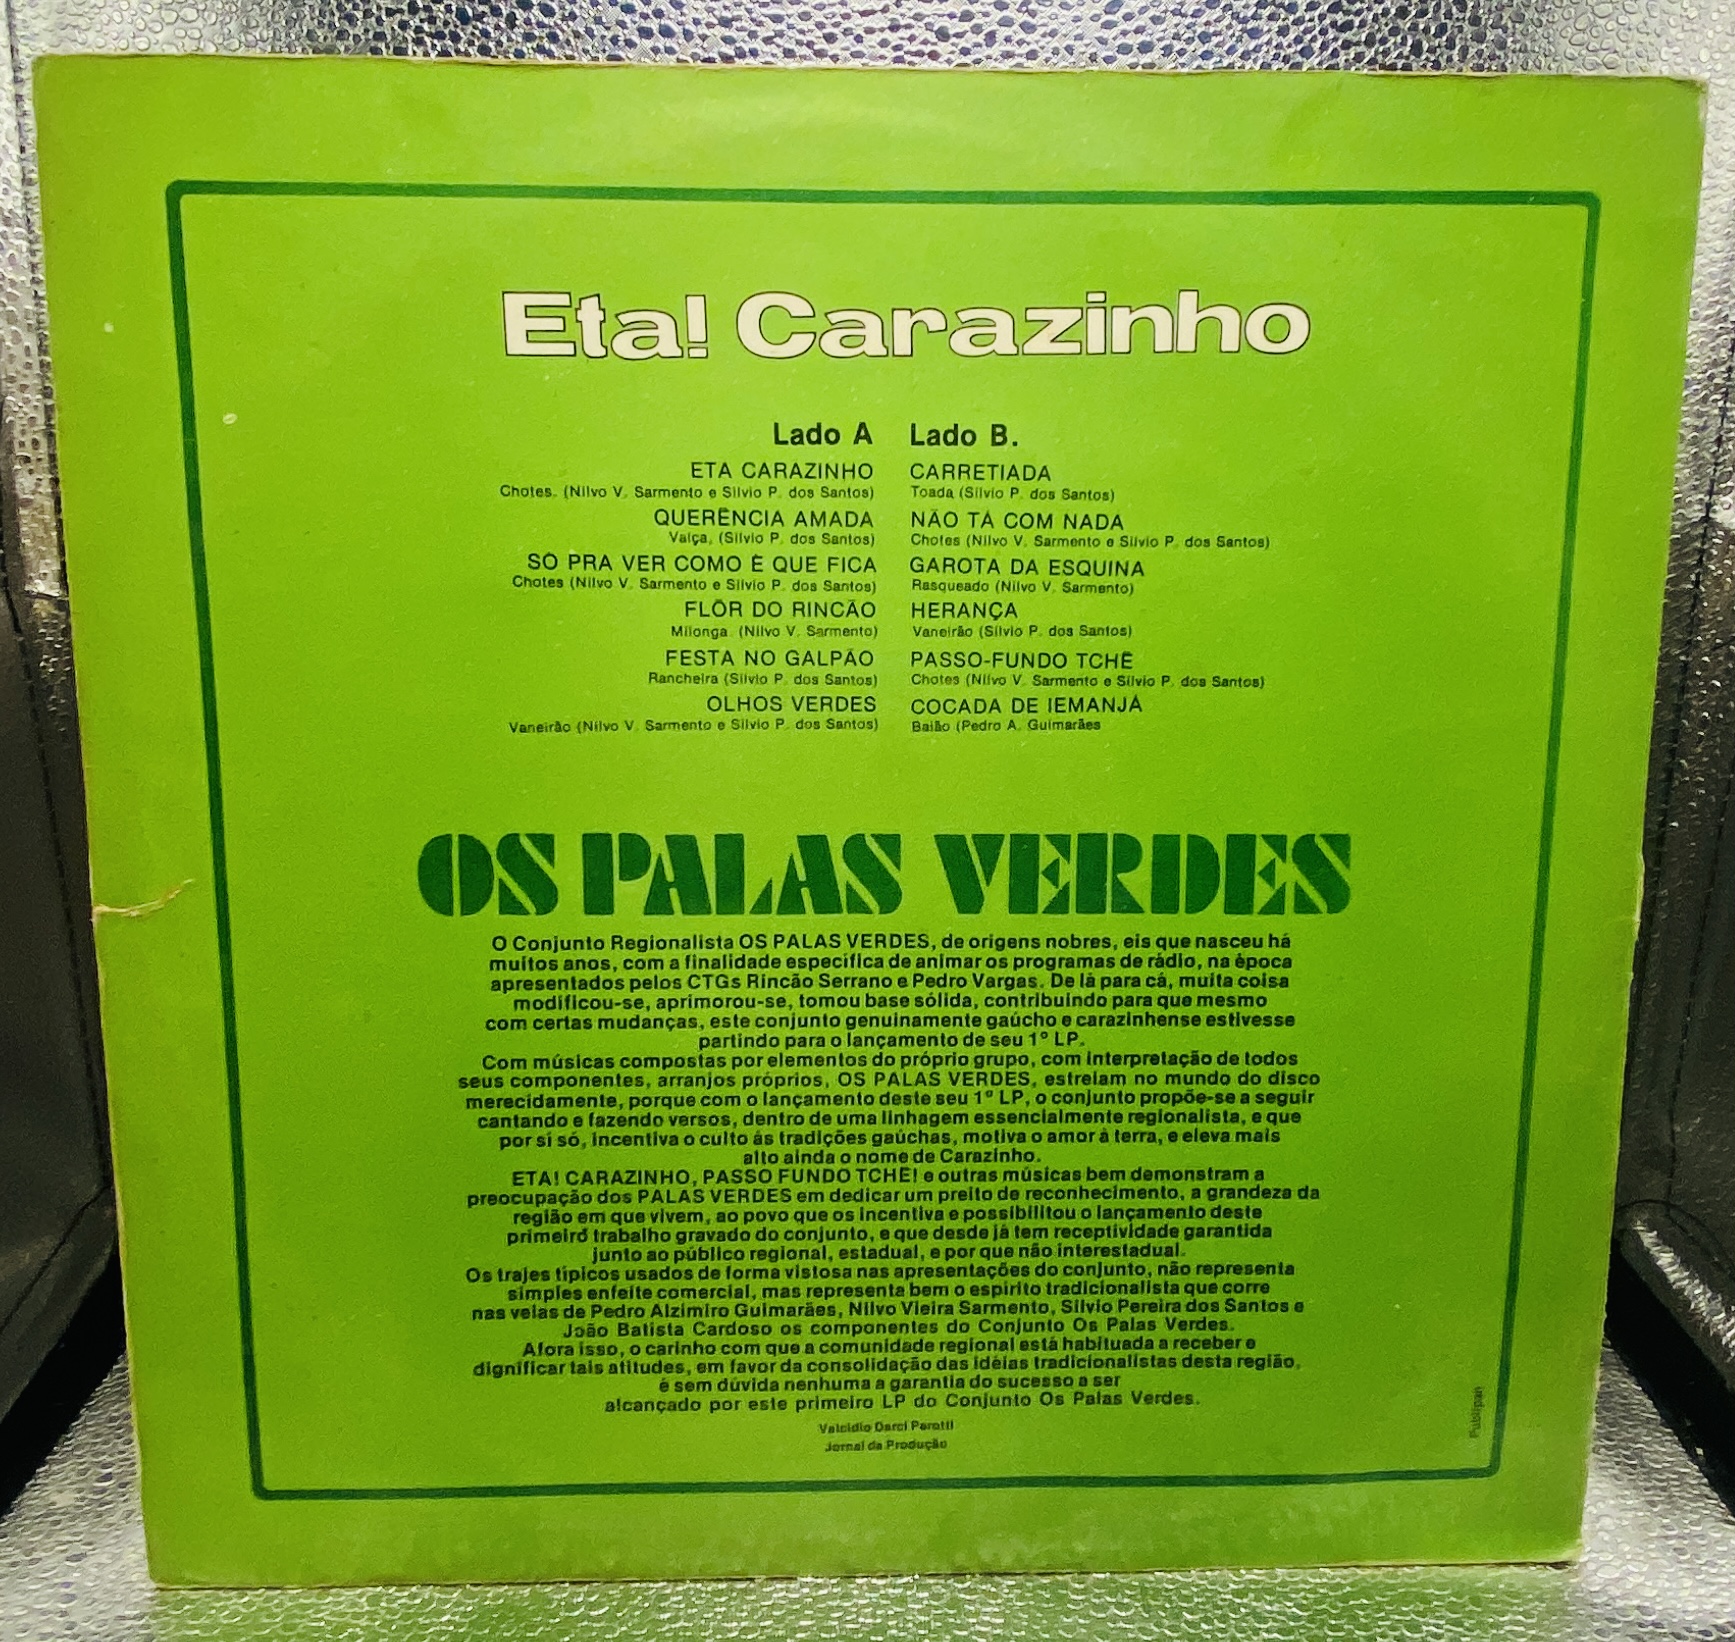 Eta! Carazinho
Lado A
ETA CARAZINHO
Chotes. (Nilvo V. Sarmento e Silvio P. dos Santos)
QUERÊNCIA AMADA
Valça, (Silvio P. dos Santos)
SÓ PRA VER COMO É QUE FICA
Chotes (Nilvo V. Sarmento e Silvio P. dos Santos)
FLÔR DO RINCÃO
Milonga. (Nilvo V. Sarmento)
FESTA NO GALPÃO
Rancheira (Silvio P. dos Santos)
OLHOS VERDES
Vaneirão (Nilvo V. Sarmento e Silvio P. dos Santos)
Lado B.
CARRETIADA
Toada (Silvio P. dos Santos)
NÃO TÁ COM NADA
Chotes (Nilvo V. Sarmento e Silvio P. dos Santos)
GAROTA DA ESQUINA
Rasqueado (Nilvo V. Sarmento)
HERANÇA
Vaneirão (Silvio P. dos Santos)
PASSO-FUNDO TCHÊ
Chotes (Nilvo V. Sarmento e Silvio P. dos Santos)
COCADA DE IEMANJÁ
Baião (Pedro A. Guimarães
OS PALAS VERDES
O Conjunto Regionalista OS PALAS VERDES, de origens nobres, eis que nasceu há
muitos anos, com a finalidade especifica de animar os programas de rádio, na época
apresentados pelos CTGs Rincão Serrano e Pedro Vargas. De lá para cá, muita coisa
modificou-se, aprimorou-se, tomou base sólida, contribuindo para que mesmo
com certas mudanças, este conjunto genuinamente gaúcho e carazinhense estivesse
partindo para o lançamento de seu 1º LP.
Com músicas compostas por elementos do próprio grupo, com interpretação de todos
seus componentes, arranjos próprios, OS PALAS VERDES, estreiam no mundo do disco
merecidamente, porque com o lançamento deste seu 1º LP, o conjunto propõe-se a seguir
cantando e fazendo versos, dentro de uma linhagem essencialmente regionalista, e que
por si só, incentiva o culto ás tradições gaúchas, motiva o amor à terra, e eleva mais
alto ainda o nome de Carazinho.
ETA! CARAZINHO, PASSO FUNDO TCHE! e outras músicas bem demonstram a
preocupação dos PALAS VERDES em dedicar um preito de reconhecimento, a grandeza da
região em que vivem, ao povo que os incentiva e possibilitou o lançamento deste
primeiro trabalho gravado do conjunto, e que desde já tem receptividade garantida
junto ao público regional, estadual, e por que não interestadual.
Os trajes típicos usados de forma vistosa nas apresentações do conjunto, não representa
simples enfeite comercial, mas representa bem o espirito tradicionalista que corre
nas veias de Pedro Alzimiro Guimarães, Nilvo Vieira Sarmento, Silvio Pereira dos Santos e
João Batista Cardoso os componentes do Conjunto Os Palas Verdes.
Afora isso, o carinho com que a comunidade regional está habituada a receber e
dignificar tais atitudes, em favor da consolidação das idéias tradicionalistas desta região,
é sem dúvida nenhuma a garantia do sucesso a ser
alcançado por este primeiro LP do Conjunto Os Palas Verdes.
Valcidio Darci Perotti
Jornal da Produção
Publipan